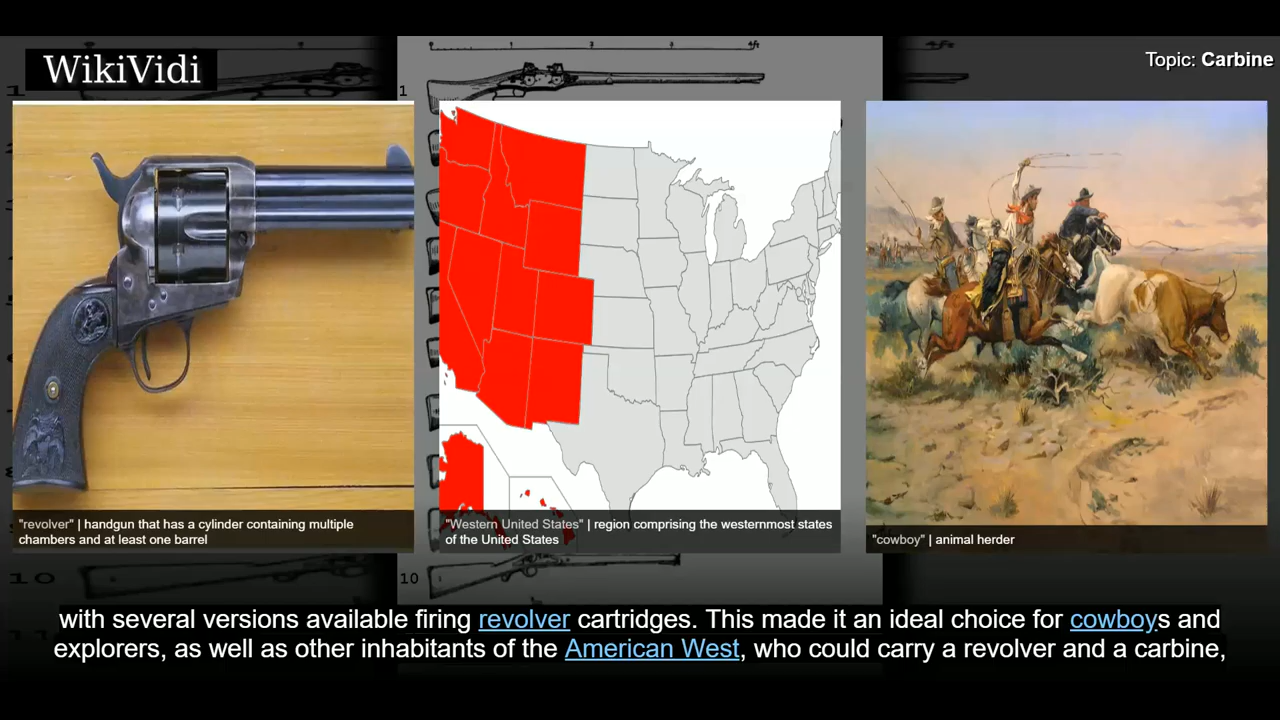 WikiVidi
Topic: Carbine
1
"revolver" | handgun that has a cylinder containing multiple
chambers and at least one barrel
"Western United States" | region comprising the westernmost states
of the United States
"cowboy" | animal herder
10
10
with several versions available firing revolver cartridges. This made it an ideal choice for cowboys and
explorers, as well as other inhabitants of the American West, who could carry a revolver and a carbine,